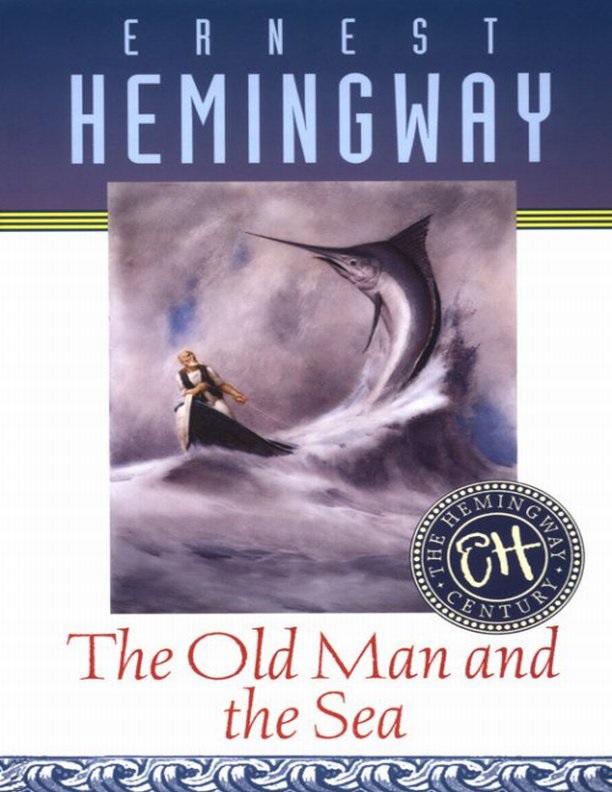 ERNEST
HEMINGWAY
THE HEMINGWAY
EH
CENTURY
The Old Man and
the Sea